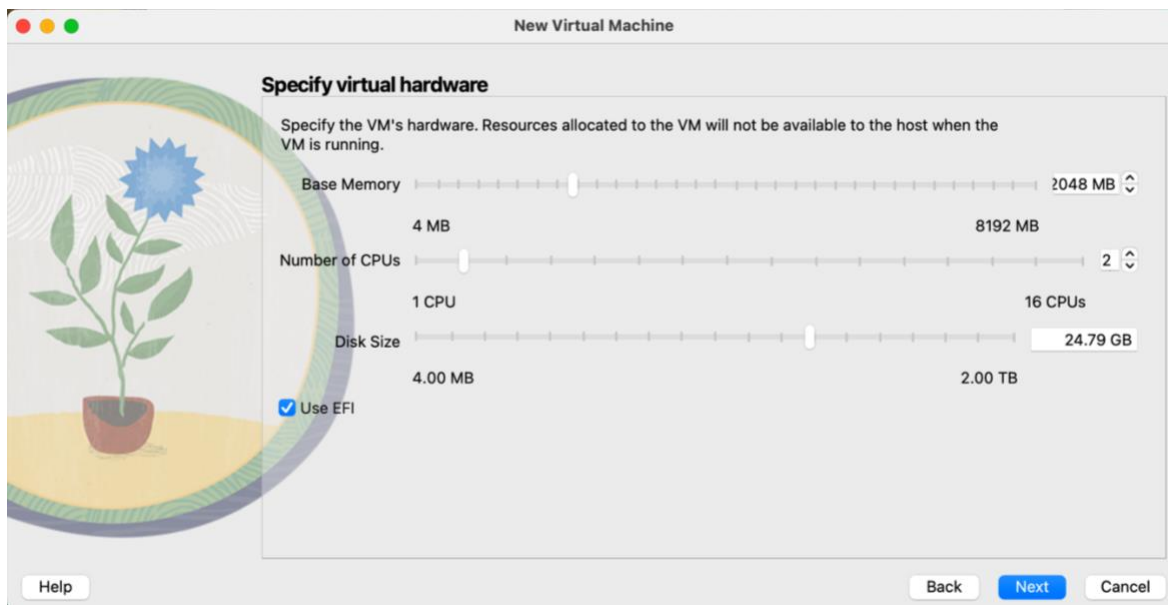 New Virtual Machine
Specify virtual hardware
Specify the VM's hardware. Resources allocated to the VM will not be available to the host when the
VM is running.
Base Memory 2048 MB
4 MB 8192 MB
Number of CPUs 2
1 CPU 16 CPUs
Disk Size 24.79 GB
4.00 MB 2.00 TB
Use EFI
Help Back Next Cancel